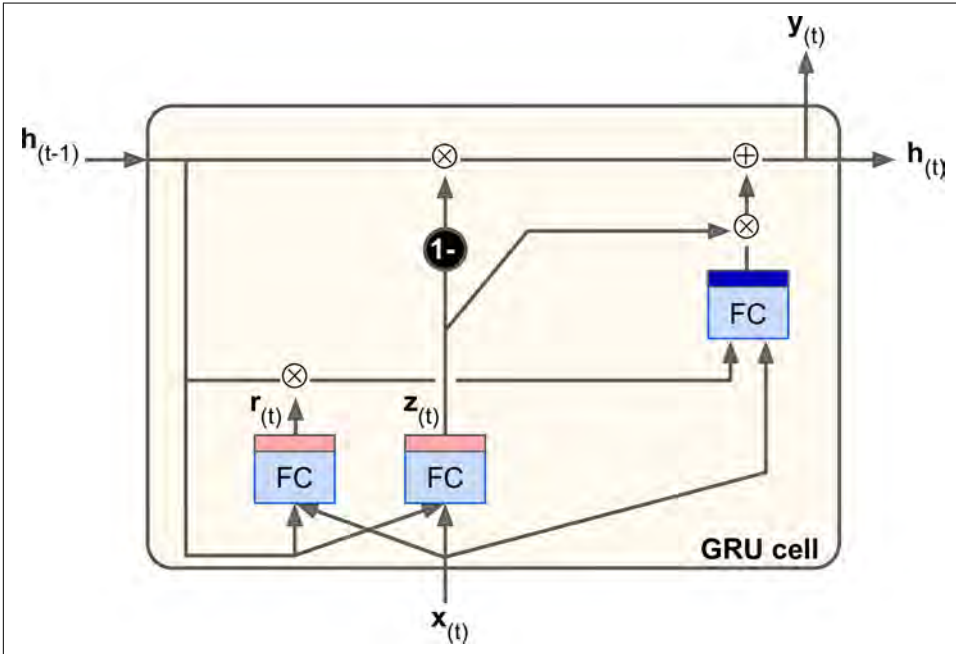 y(t)
h(t-1)
h(t)
1-
FC
r(t)
z(t)
FC
FC
GRU cell
x(t)